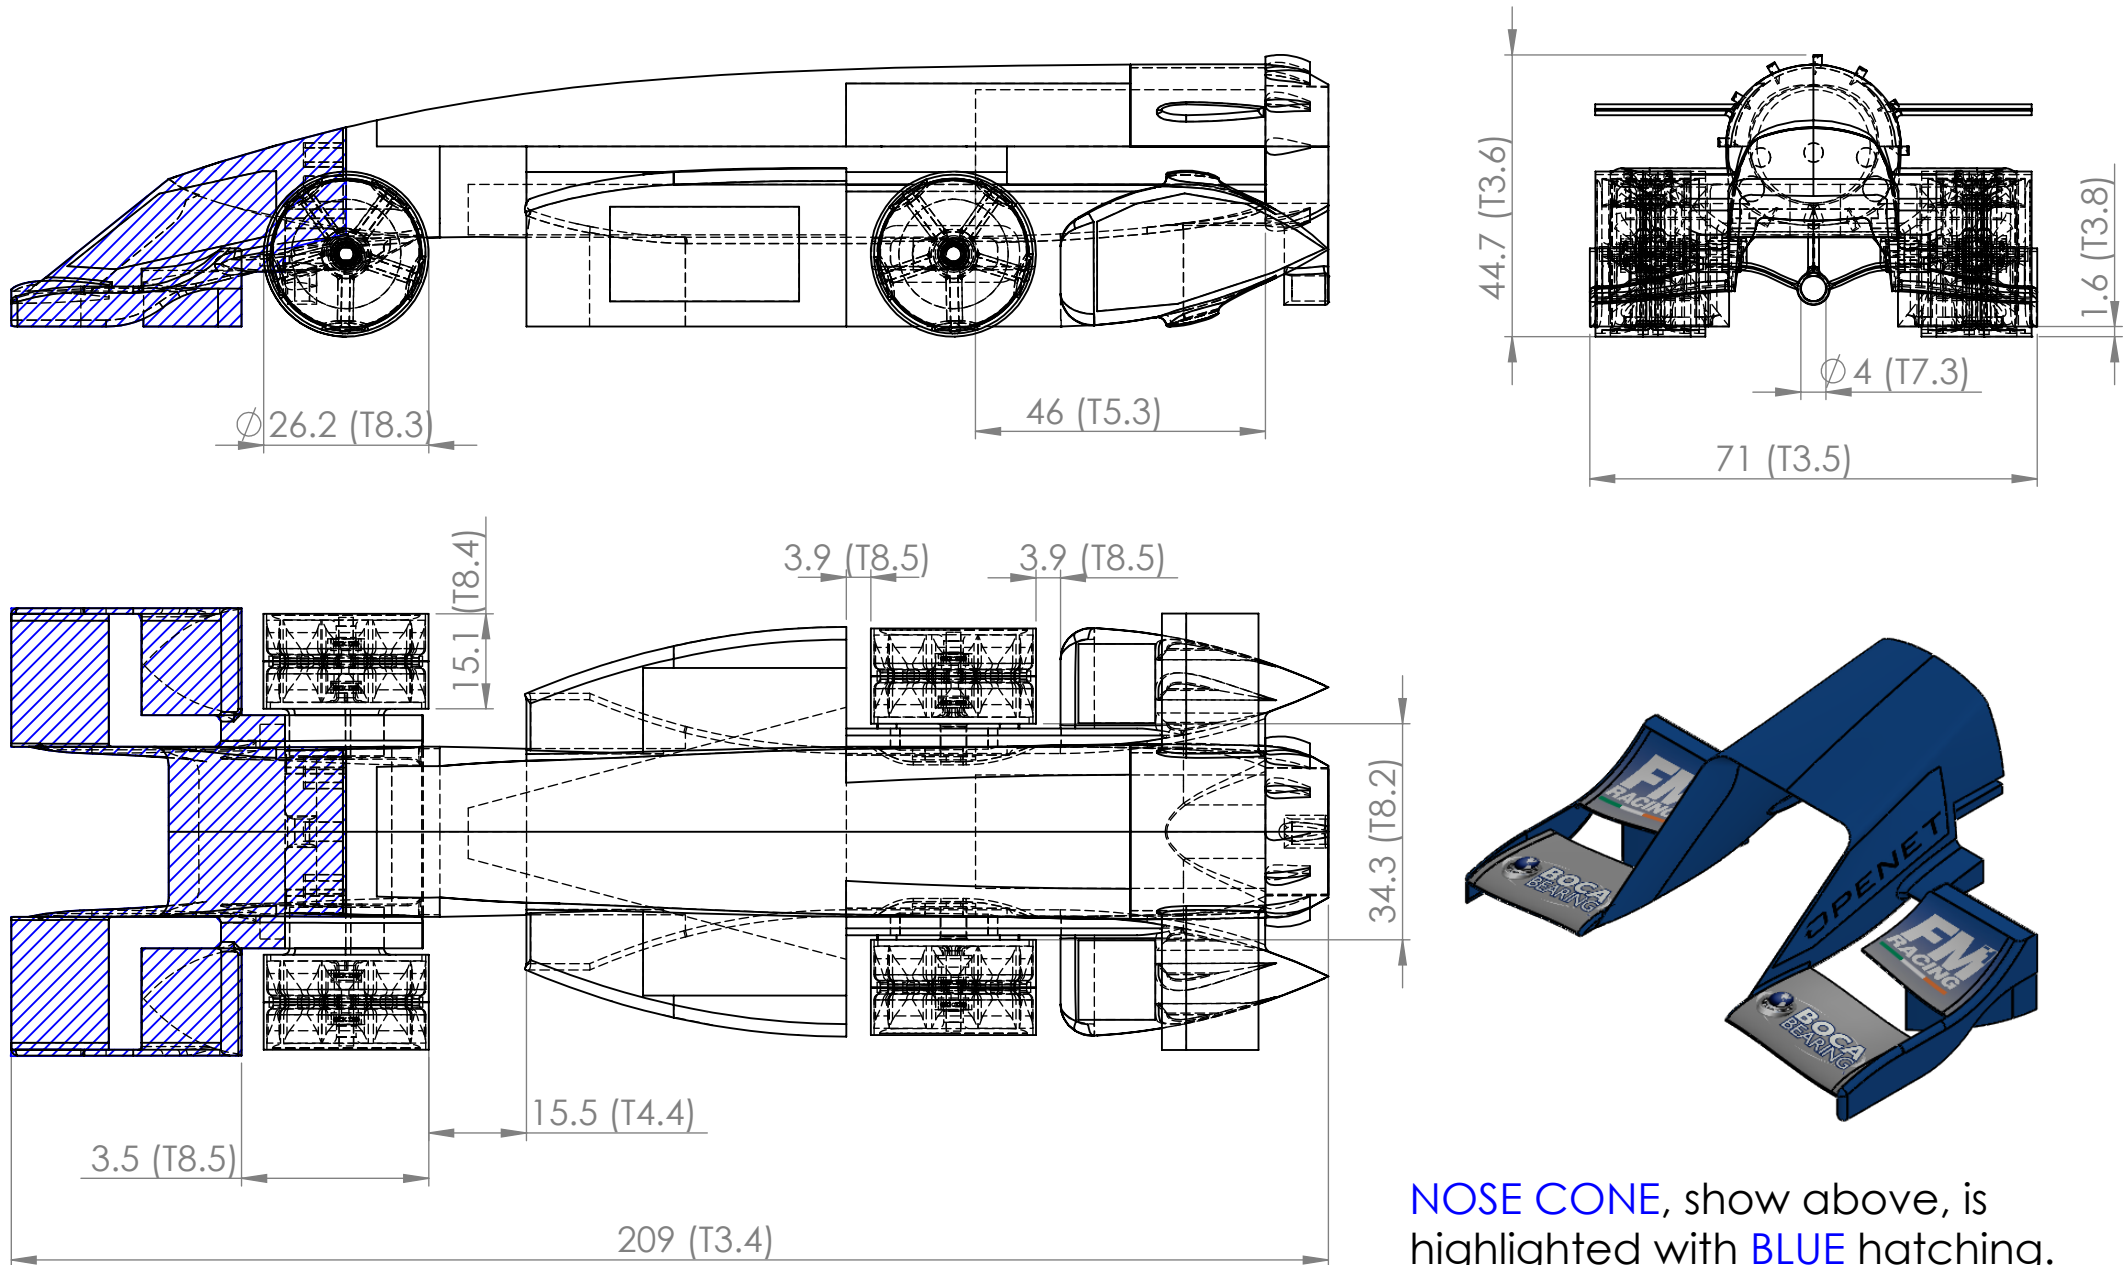 44.7 (T3.6)
1.6 (T3.8)
∅ 26.2 (T8.3)
46 (T5.3)
∅ 4 (T7.3)
71 (T3.5)
15.1 (T8.4)
3.9 (T8.5)
3.9 (T8.5)
34.3 (T8.2)
15.5 (T4.4)
3.5 (T8.5)
209 (T3.4)
FM
RACING
BOCA
BEARING
OPENET
FM
RACING
BOCA
BEARING
NOSE CONE, show above, is
highlighted with BLUE hatching.